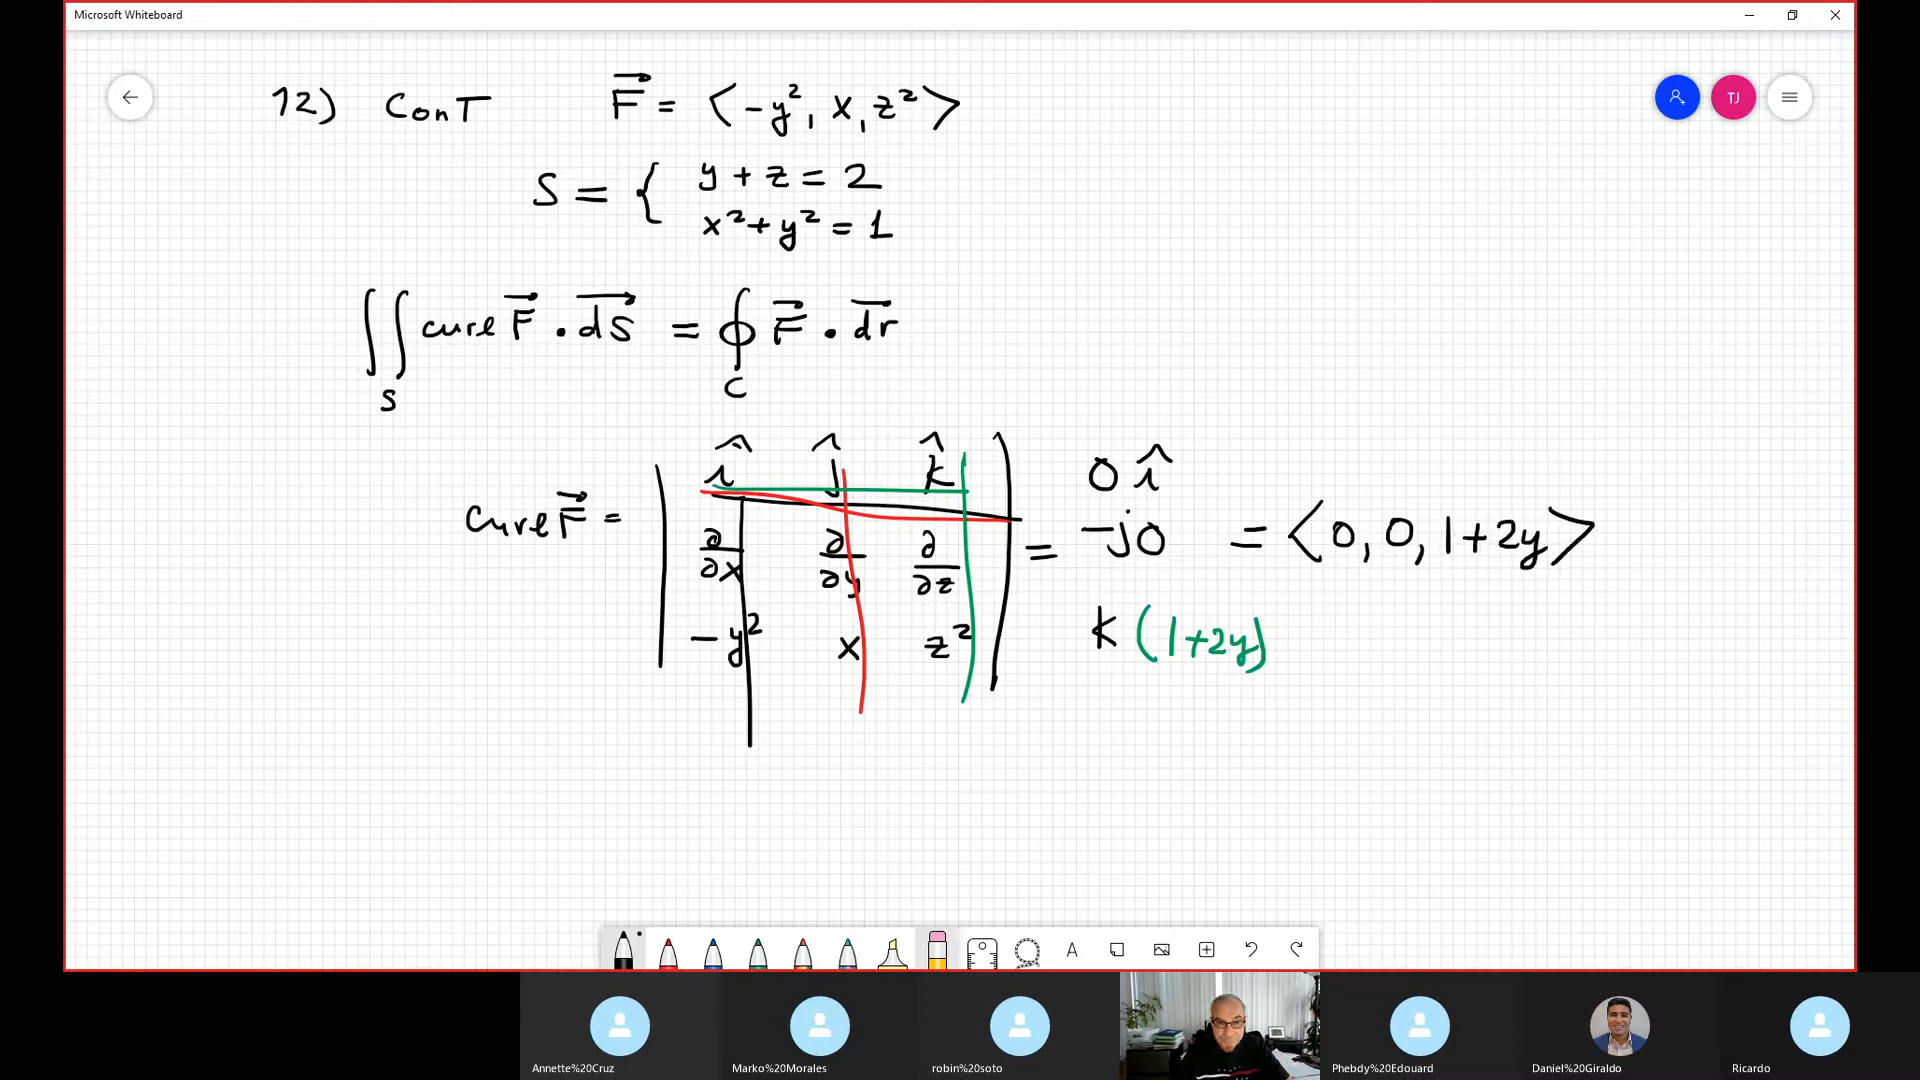 Microsoft Whiteboard
12) ConT F⃗ = <-y², x, z²>
TJ
S = { y + z = 2
x² + y² = 1
∬ curl F⃗ · dS⃗ = ∮ F⃗ · dr⃗
S C
î ĵ k̂ 0 î
curl F⃗ = ∂/∂x ∂/∂y ∂/∂z = -j0 = <0, 0, 1+2y>
-y² x z² k (1+2y)
A
Annette%20Cruz
Marko%20Morales
robin%20soto
Phebdy%20Edouard
Daniel%20Giraldo
Ricardo